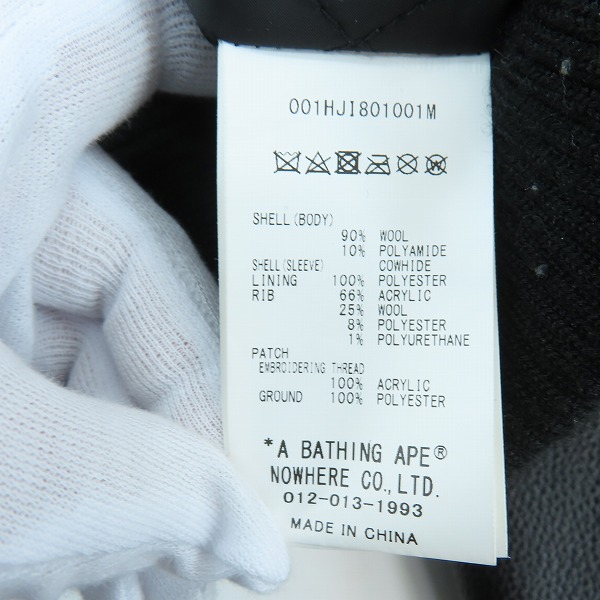 001HJI801001M
SHELL(BODY)
90% WOOL
10% POLYAMIDE
SHELL(SLEEVE) COWHIDE
LINING 100% POLYESTER
RIB 66% ACRYLIC
25% WOOL
8% POLYESTER
1% POLYURETHANE
PATCH
EMBROIDERING THREAD
100% ACRYLIC
GROUND 100% POLYESTER
*A BATHING APE®
NOWHERE CO.,LTD.
012-013-1993
MADE IN CHINA